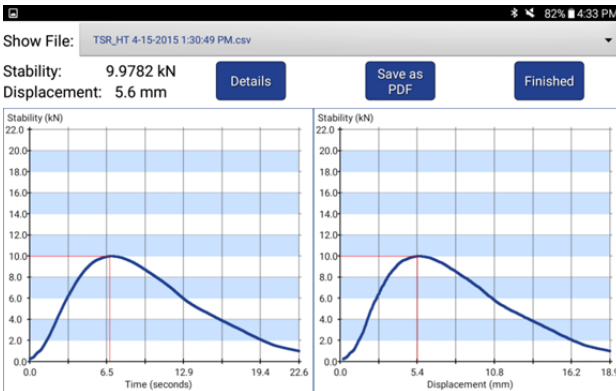 82% 4:33 PM
Show File: TSR_HT 4-15-2015 1:30:49 PM.csv
Stability: 9.9782 kN
Displacement: 5.6 mm
Details
Save as
PDF
Finished
Stability (kN)
22.0
20.0
18.0
16.0
14.0
12.0
10.0
8.0
6.0
4.0
2.0
0.0
0.0 6.5 12.9 19.4 22.6
Time (seconds)
Stability (kN)
22.0
20.0
18.0
16.0
14.0
12.0
10.0
8.0
6.0
4.0
2.0
0.0
0.0 5.4 10.8 16.2 18.9
Displacement (mm)